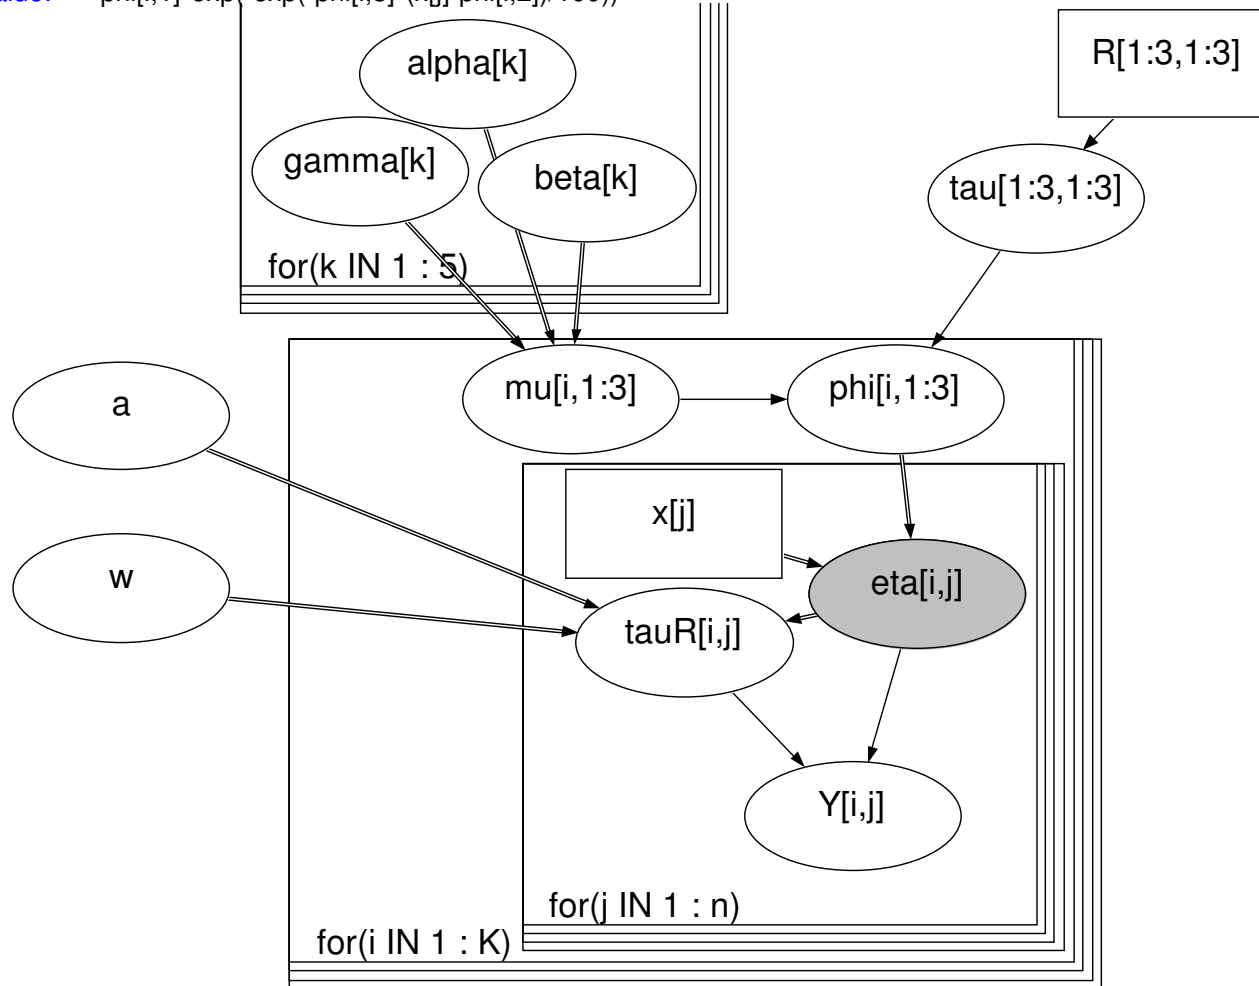 R[1:3,1:3]
alpha[k]
gamma[k]
beta[k]
tau[1:3,1:3]
for(k IN 1 : 5)
mu[i,1:3]
phi[i,1:3]
a
x[j]
w
eta[i,j]
tauR[i,j]
Y[i,j]
for(j IN 1 : n)
for(i IN 1 : K)